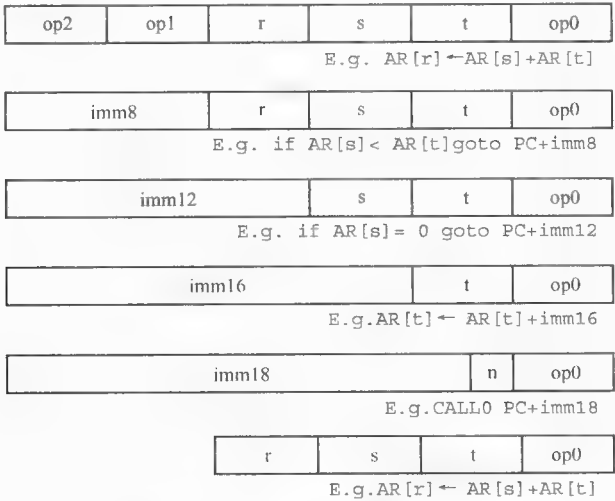 op2 op1 r s t op0
E.g. AR[r]←AR[s]+AR[t]
imm8 r s t op0
E.g. if AR[s]< AR[t]goto PC+imm8
imm12 s t op0
E.g. if AR[s]= 0 goto PC+imm12
imm16 t op0
E.g.AR[t]← AR[t]+imm16
imm18 n op0
E.g.CALL0 PC+imm18
r s t op0
E.g.AR[r]← AR[s]+AR[t]